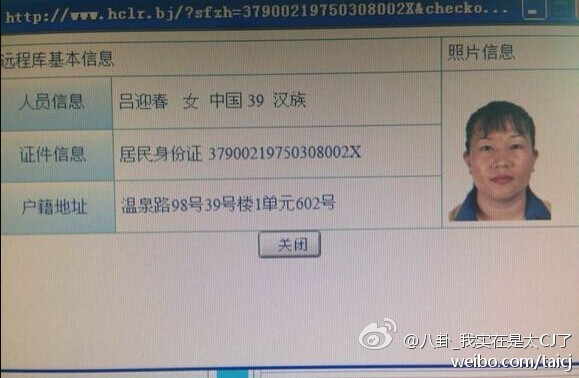 http://www.hclr.bj/?sfzh=37900219750308002X&checko...
远程库基本信息 照片信息
人员信息 吕迎春 女 中国 39 汉族
证件信息 居民身份证 37900219750308002X
户籍地址 温泉路98号39号楼1单元602号
关闭
@八卦_我实在是太CJ了
weibo.com/taicj